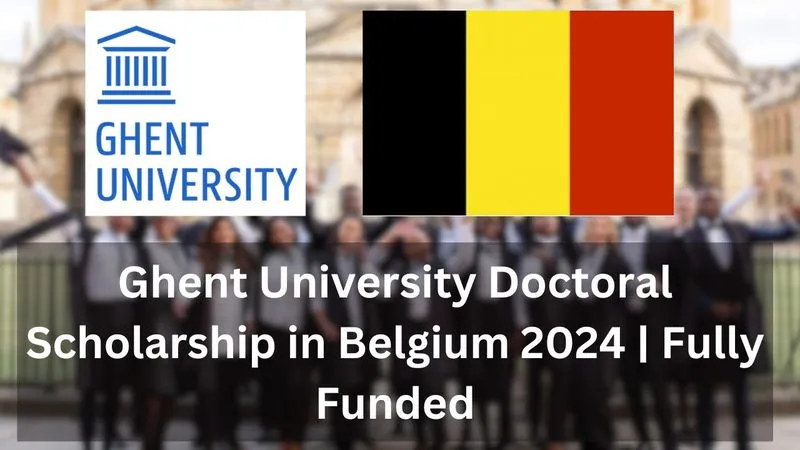 GHENT
UNIVERSITY
Ghent University Doctoral
Scholarship in Belgium 2024 | Fully
Funded